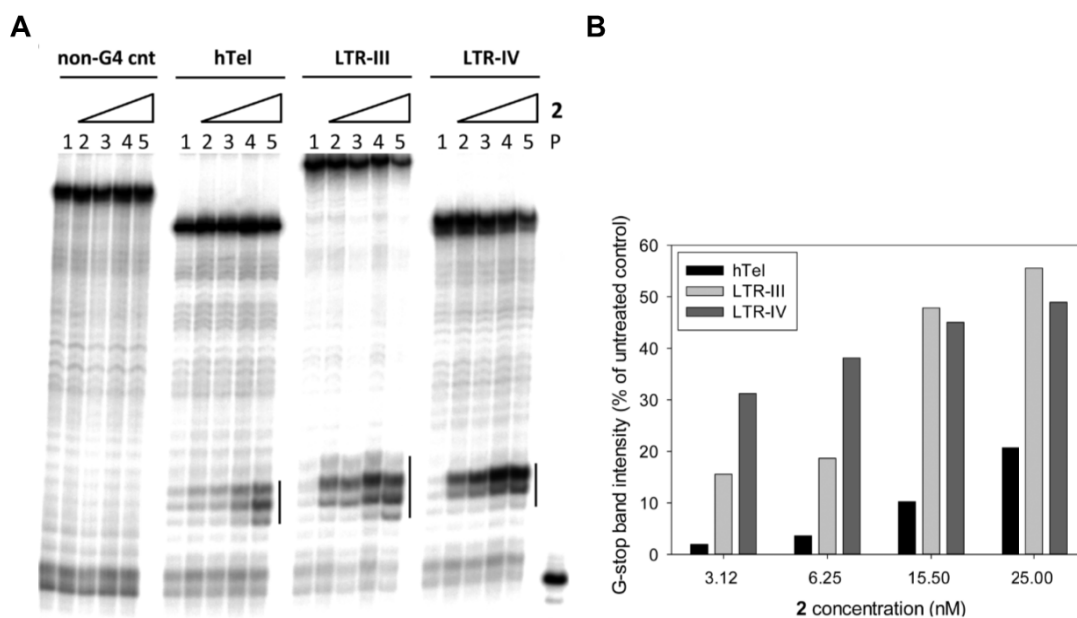 A
non-G4 cnt hTel LTR-III LTR-IV
2
1 2 3 4 5 1 2 3 4 5 1 2 3 4 5 1 2 3 4 5 P
B
G-stop band intensity (% of untreated control)
60
50
40
30
20
10
0
hTel
LTR-III
LTR-IV
3.12 6.25 15.50 25.00
2 concentration (nM)